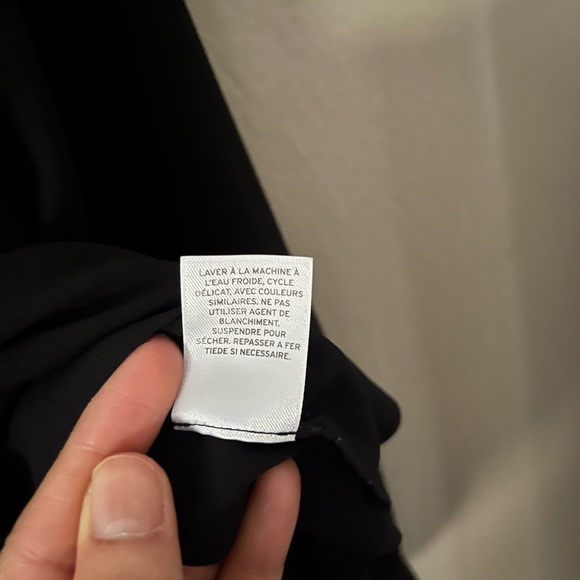 LAVER À LA MACHINE À
L'EAU FROIDE, CYCLE
DÉLICAT, AVEC COULEURS
SIMILAIRES. NE PAS
UTILISER AGENT DE
BLANCHIMENT.
SUSPENDRE POUR
SÉCHER. REPASSER A FER
TIEDE SI NECESSAIRE.